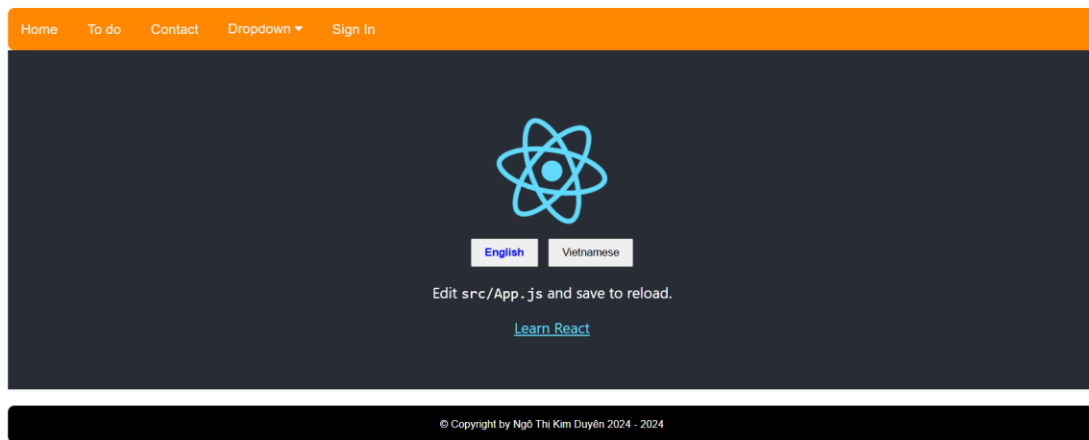 Home To do Contact Dropdown Sign In
English Vietnamese
Edit src/App.js and save to reload.
Learn React
© Copyright by Ngô Thị Kim Duyên 2024 - 2024